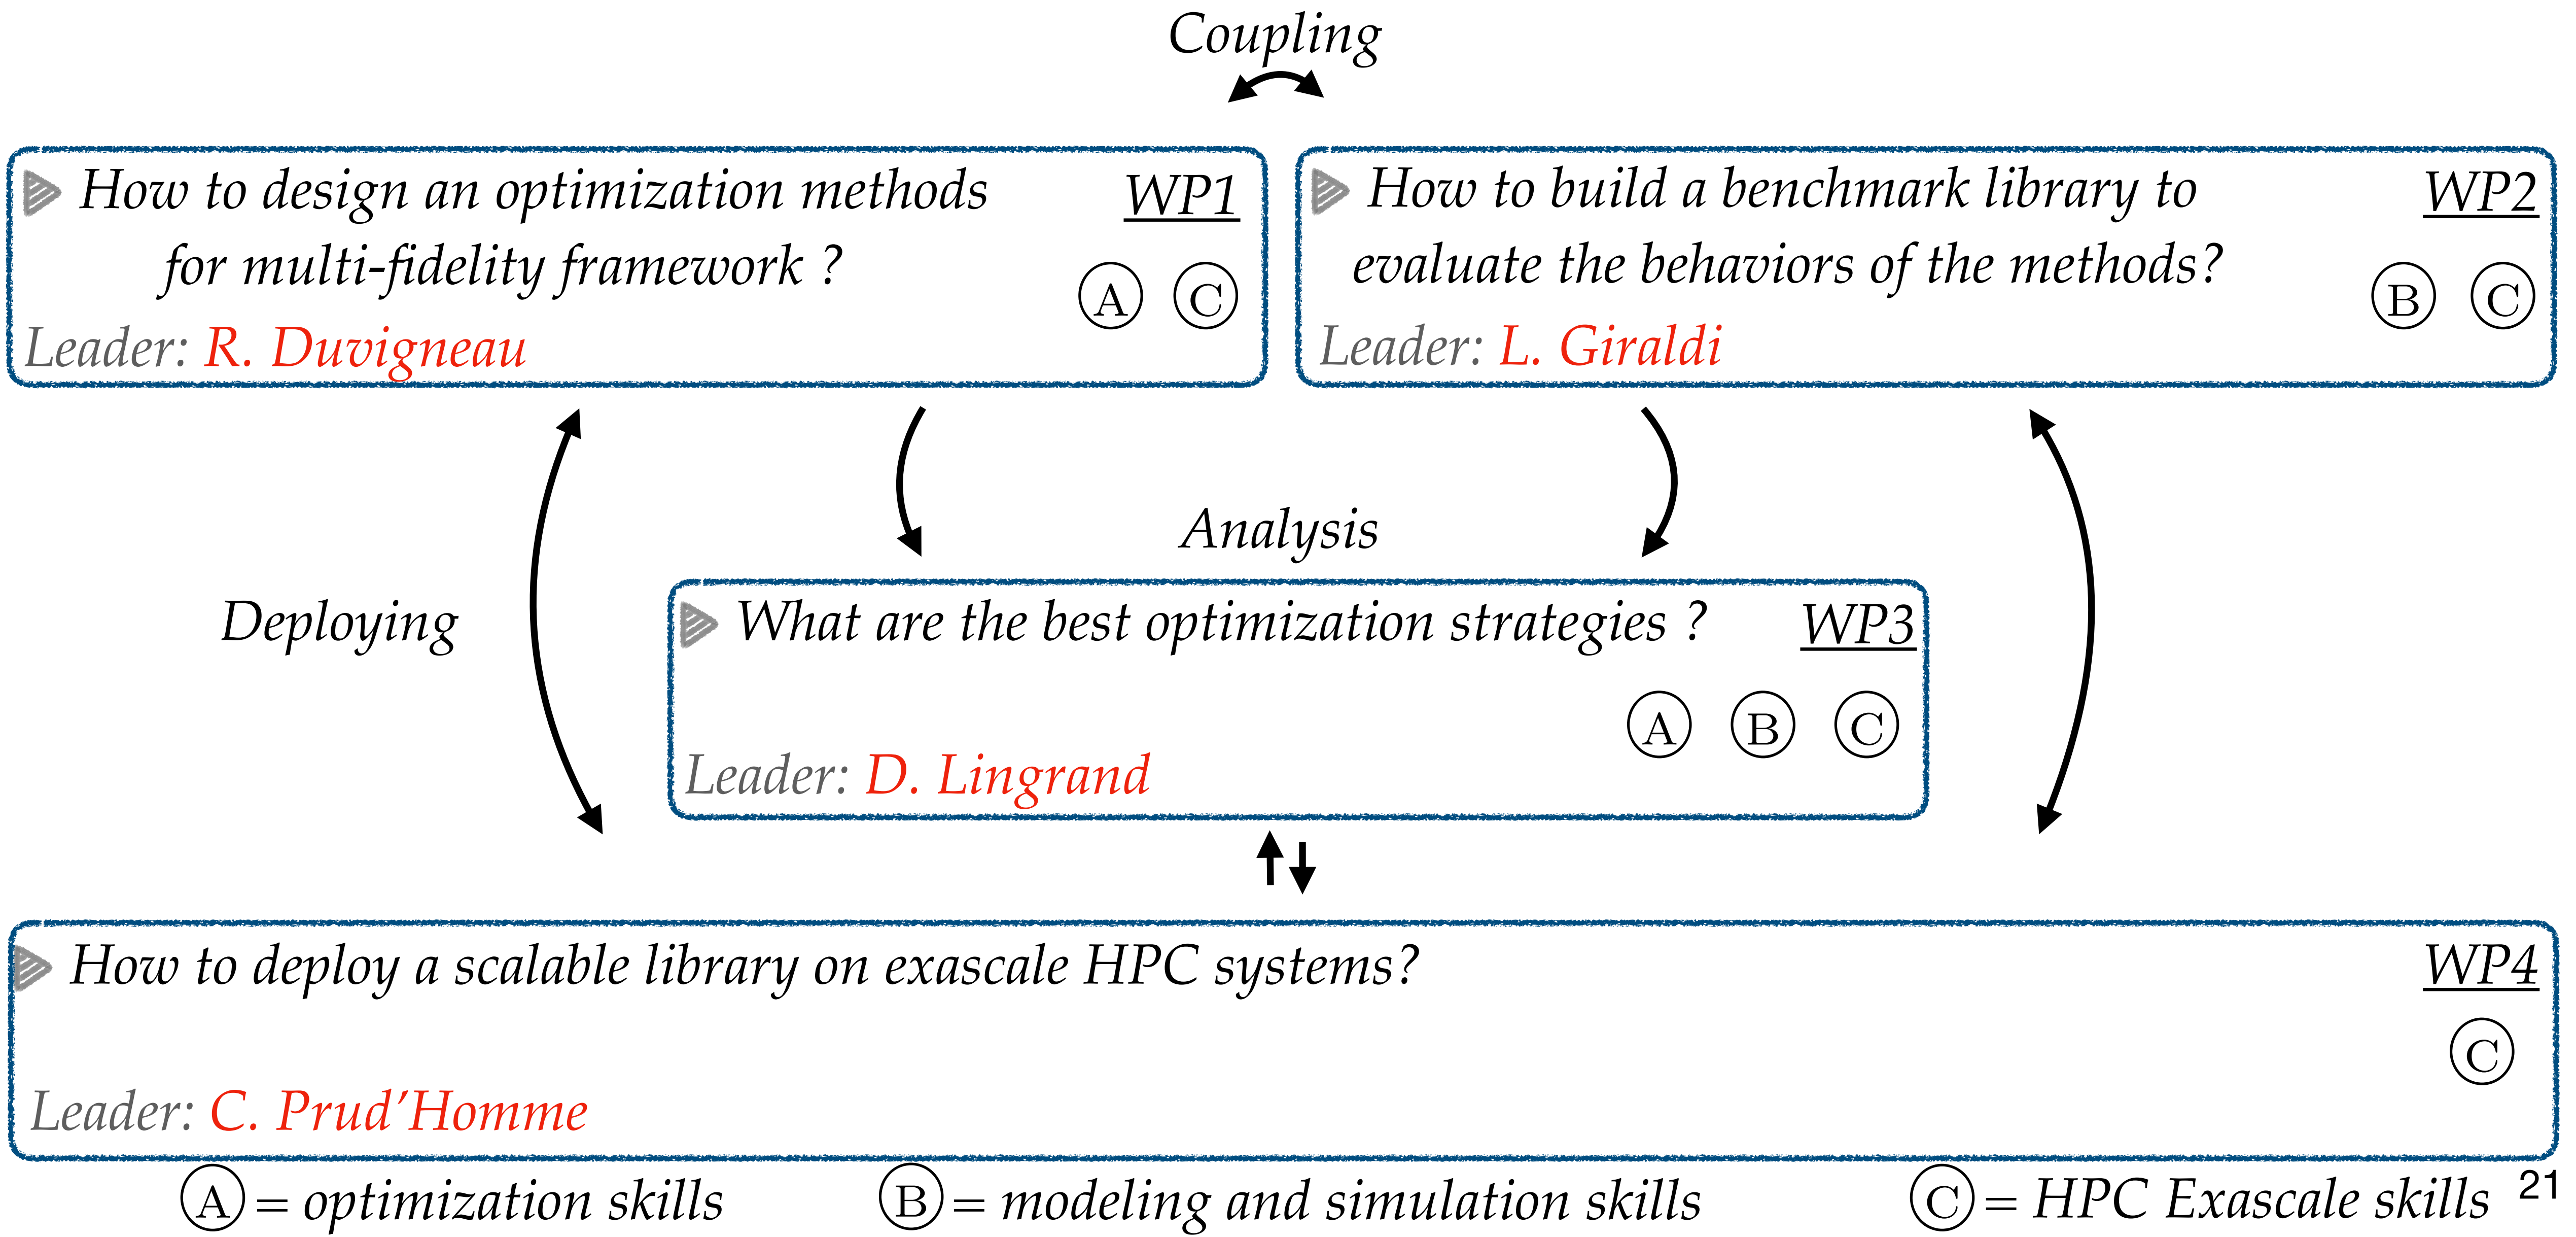 Coupling
How to design an optimization methods
for multi-fidelity framework ?
WP1
A C
Leader: R. Duvigneau
How to build a benchmark library to
evaluate the behaviors of the methods?
WP2
B C
Leader: L. Giraldi
Analysis
Deploying
What are the best optimization strategies ?
WP3
A B C
Leader: D. Lingrand
How to deploy a scalable library on exascale HPC systems?
WP4
C
Leader: C. Prud'Homme
A = optimization skills
B = modeling and simulation skills
C = HPC Exascale skills
21